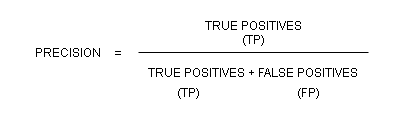 TRUE POSITIVES
(TP)
PRECISION =
TRUE POSITIVES + FALSE POSITIVES
(TP) (FP)